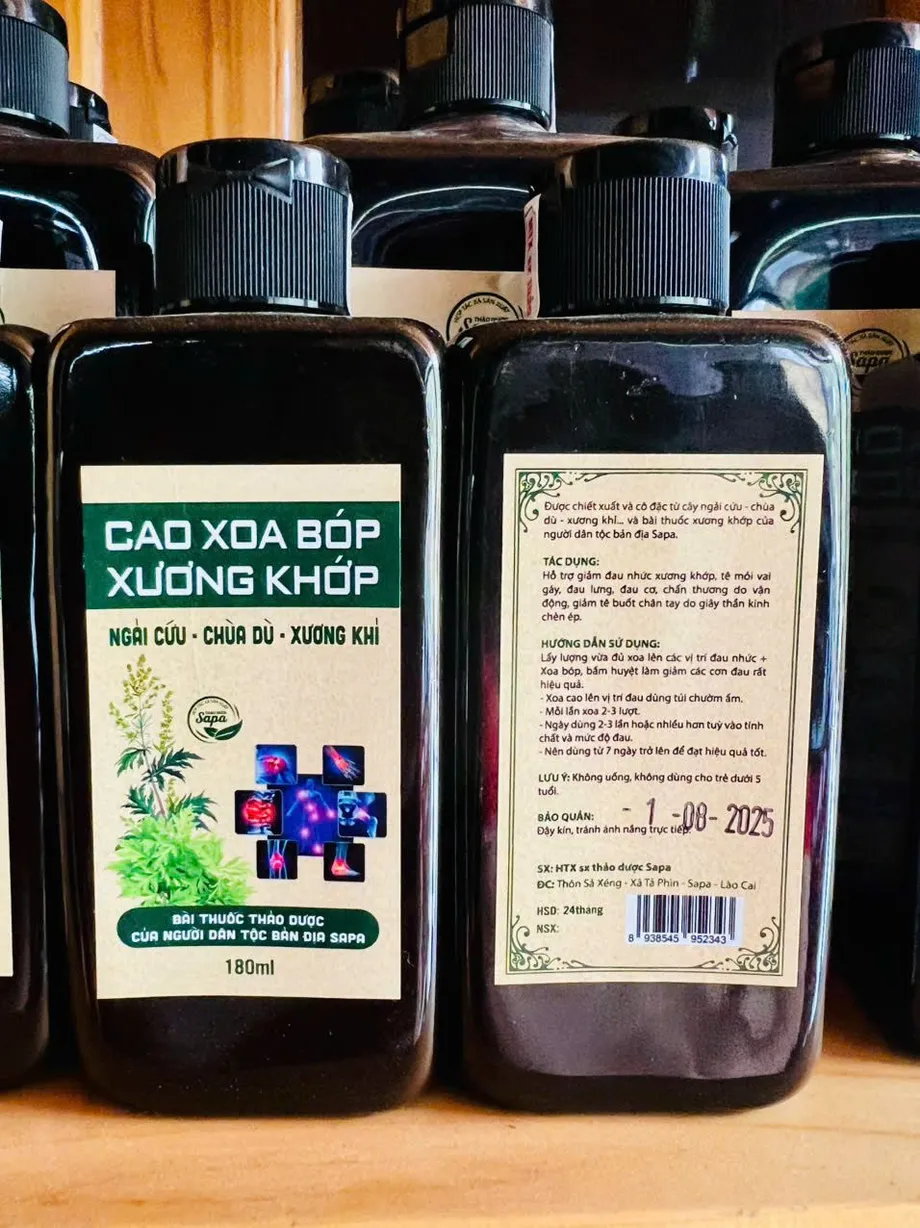 CAO XOA BÓP
XƯƠNG KHỚP
NGẢI CỨU - CHÙA DÙ - XƯƠNG KHỈ
Sapa
BÀI THUỐC THẢO DƯỢC
CỦA NGƯỜI DÂN TỘC BẢN ĐỊA SAPA
180ml
Được chiết xuất và cô đặc từ cây ngải cứu - chùa
dù - xương khỉ... và bài thuốc xương khớp của
người dân tộc bản địa Sapa.
TÁC DỤNG:
Hỗ trợ giảm đau nhức xương khớp, tê mỏi vai
gáy, đau lưng, đau cơ, chấn thương do vận
động, giảm tê buốt chân tay do giây thần kinh
chèn ép.
HƯỚNG DẪN SỬ DỤNG:
Lấy lượng vừa đủ xoa lên các vị trí đau nhức +
Xoa bóp, bấm huyệt làm giảm các cơn đau rất
hiệu quả.
- Xoa cao lên vị trí đau dùng túi chườm ấm.
- Mỗi lần xoa 2-3 lượt.
- Ngày dùng 2-3 lần hoặc nhiều hơn tuỳ vào tính
chất và mức độ đau.
- Nên dùng từ 7 ngày trở lên để đạt hiệu quả tốt.
LƯU Ý: Không uống, không dùng cho trẻ dưới 5
tuổi.
BẢO QUẢN:
- 1 -08- 2025
Đậy kín, tránh ánh nắng trực tiếp.
SX: HTX sx thảo dược Sapa
ĐC: Thôn Sả Xéng - Xã Tả Phìn - Sapa - Lào Cai
HSD: 24tháng
NSX:
8 938545 952343
HỢP TÁC XÃ SẢN XUẤT
THẢO DƯỢC
Sapa